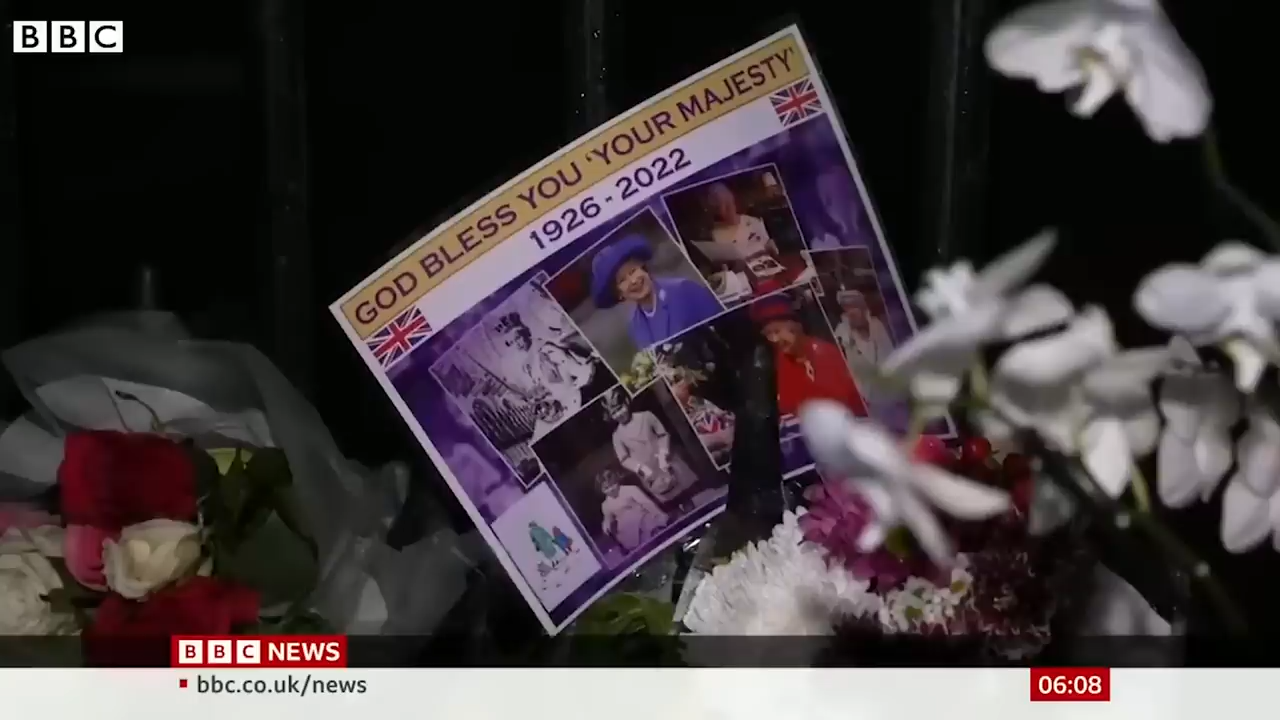 BBC
GOD BLESS YOU 'YOUR MAJESTY'
1926 - 2022
BBC NEWS
bbc.co.uk/news
06:08